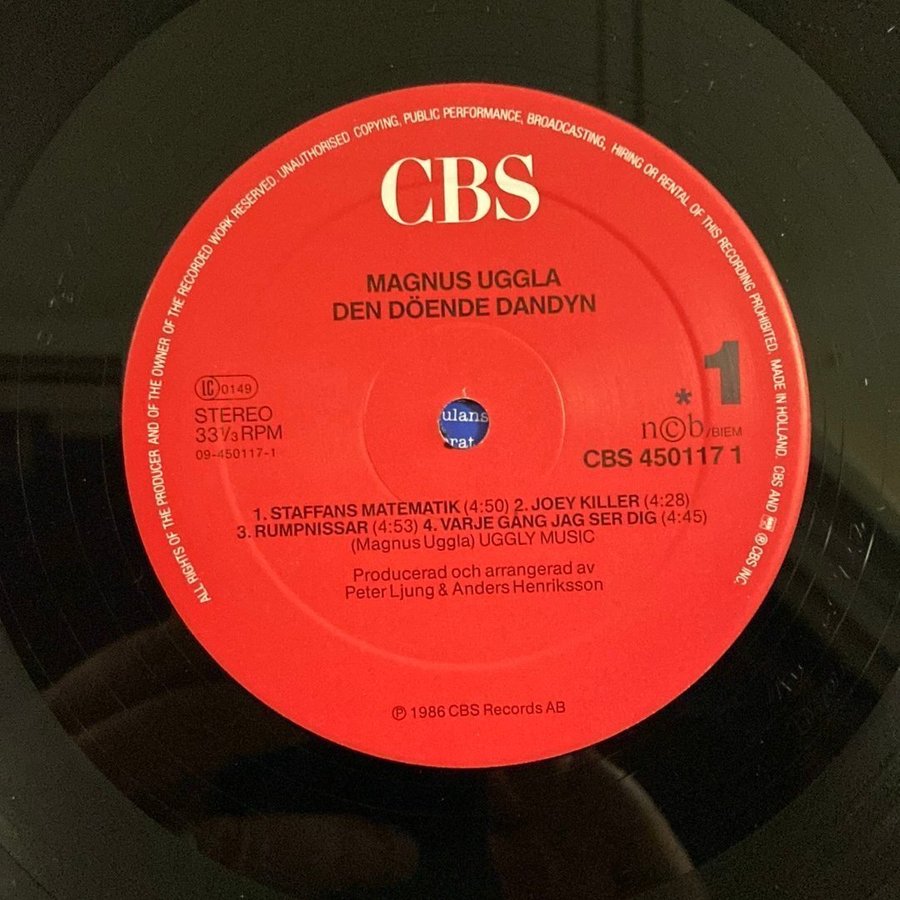 ALL RIGHTS OF THE PRODUCER AND OF THE OWNER OF THE RECORDED WORK RESERVED. UNAUTHORISED COPYING, PUBLIC PERFORMANCE, BROADCASTING, HIRING OR RENTAL OF THIS RECORDING PROHIBITED. MADE IN HOLLAND. CBS AND ® CBS INC
CBS
MAGNUS UGGLA
DEN DÖENDE DANDYN
LC 0149
STEREO
33⅓ RPM
09-450117-1
* 1
n©b/BIEM
CBS 450117 1
ulans
rat
1. STAFFANS MATEMATIK (4:50) 2. JOEY KILLER (4:28)
3. RUMPNISSAR (4:53) 4. VARJE GÅNG JAG SER DIG (4:45)
(Magnus Uggla) UGGLY MUSIC
Producerad och arrangerad av
Peter Ljung & Anders Henriksson
℗ 1986 CBS Records AB